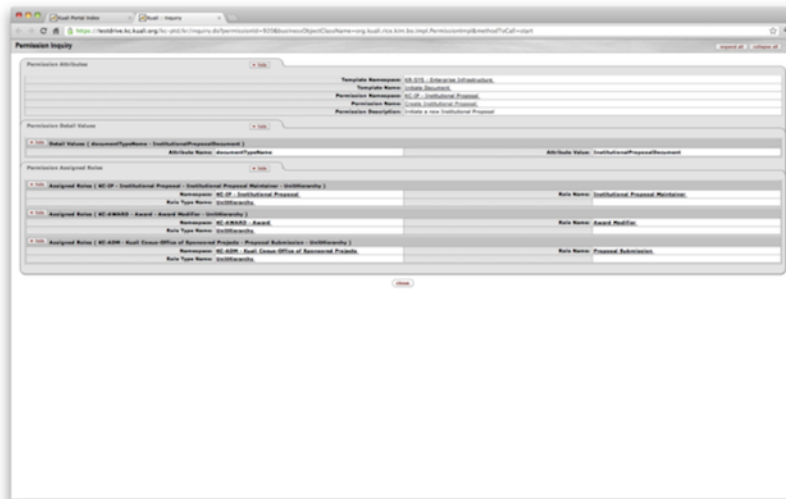 Kuali Portal Index
Kuali :: Inquiry
https://testdrive.kc.kuali.org/kc-ptd/kr/inquiry.do?permissionId=920&businessObjectClassName=org.kuali.rice.kim.bo.impl.PermissionImpl&methodToCall=start
Permission Inquiry
expand all collapse all
Permission Attributes hide
Template Namespace: KR-SYS - Enterprise Infrastructure
Template Name: Initiate Document
Permission Namespace: KC-IP - Institutional Proposal
Permission Name: Create Institutional Proposal
Permission Description: Initiate a new Institutional Proposal
Permission Detail Values hide
hide Detail Values ( documentTypeName - InstitutionalProposalDocument )
Attribute Name: documentTypeName Attribute Value: InstitutionalProposalDocument
Permission Assigned Roles hide
hide Assigned Roles ( KC-IP - Institutional Proposal - Institutional Proposal Maintainer - UnitHierarchy )
Namespace: KC-IP - Institutional Proposal Role Name: Institutional Proposal Maintainer
Role Type Name: UnitHierarchy
hide Assigned Roles ( KC-AWARD - Award - Award Modifier - UnitHierarchy )
Namespace: KC-AWARD - Award Role Name: Award Modifier
Role Type Name: UnitHierarchy
hide Assigned Roles ( KC-ADM - Kuali Coeus-Office of Sponsored Projects - Proposal Submission - UnitHierarchy )
Namespace: KC-ADM - Kuali Coeus-Office of Sponsored Projects Role Name: Proposal Submission
Role Type Name: UnitHierarchy
close